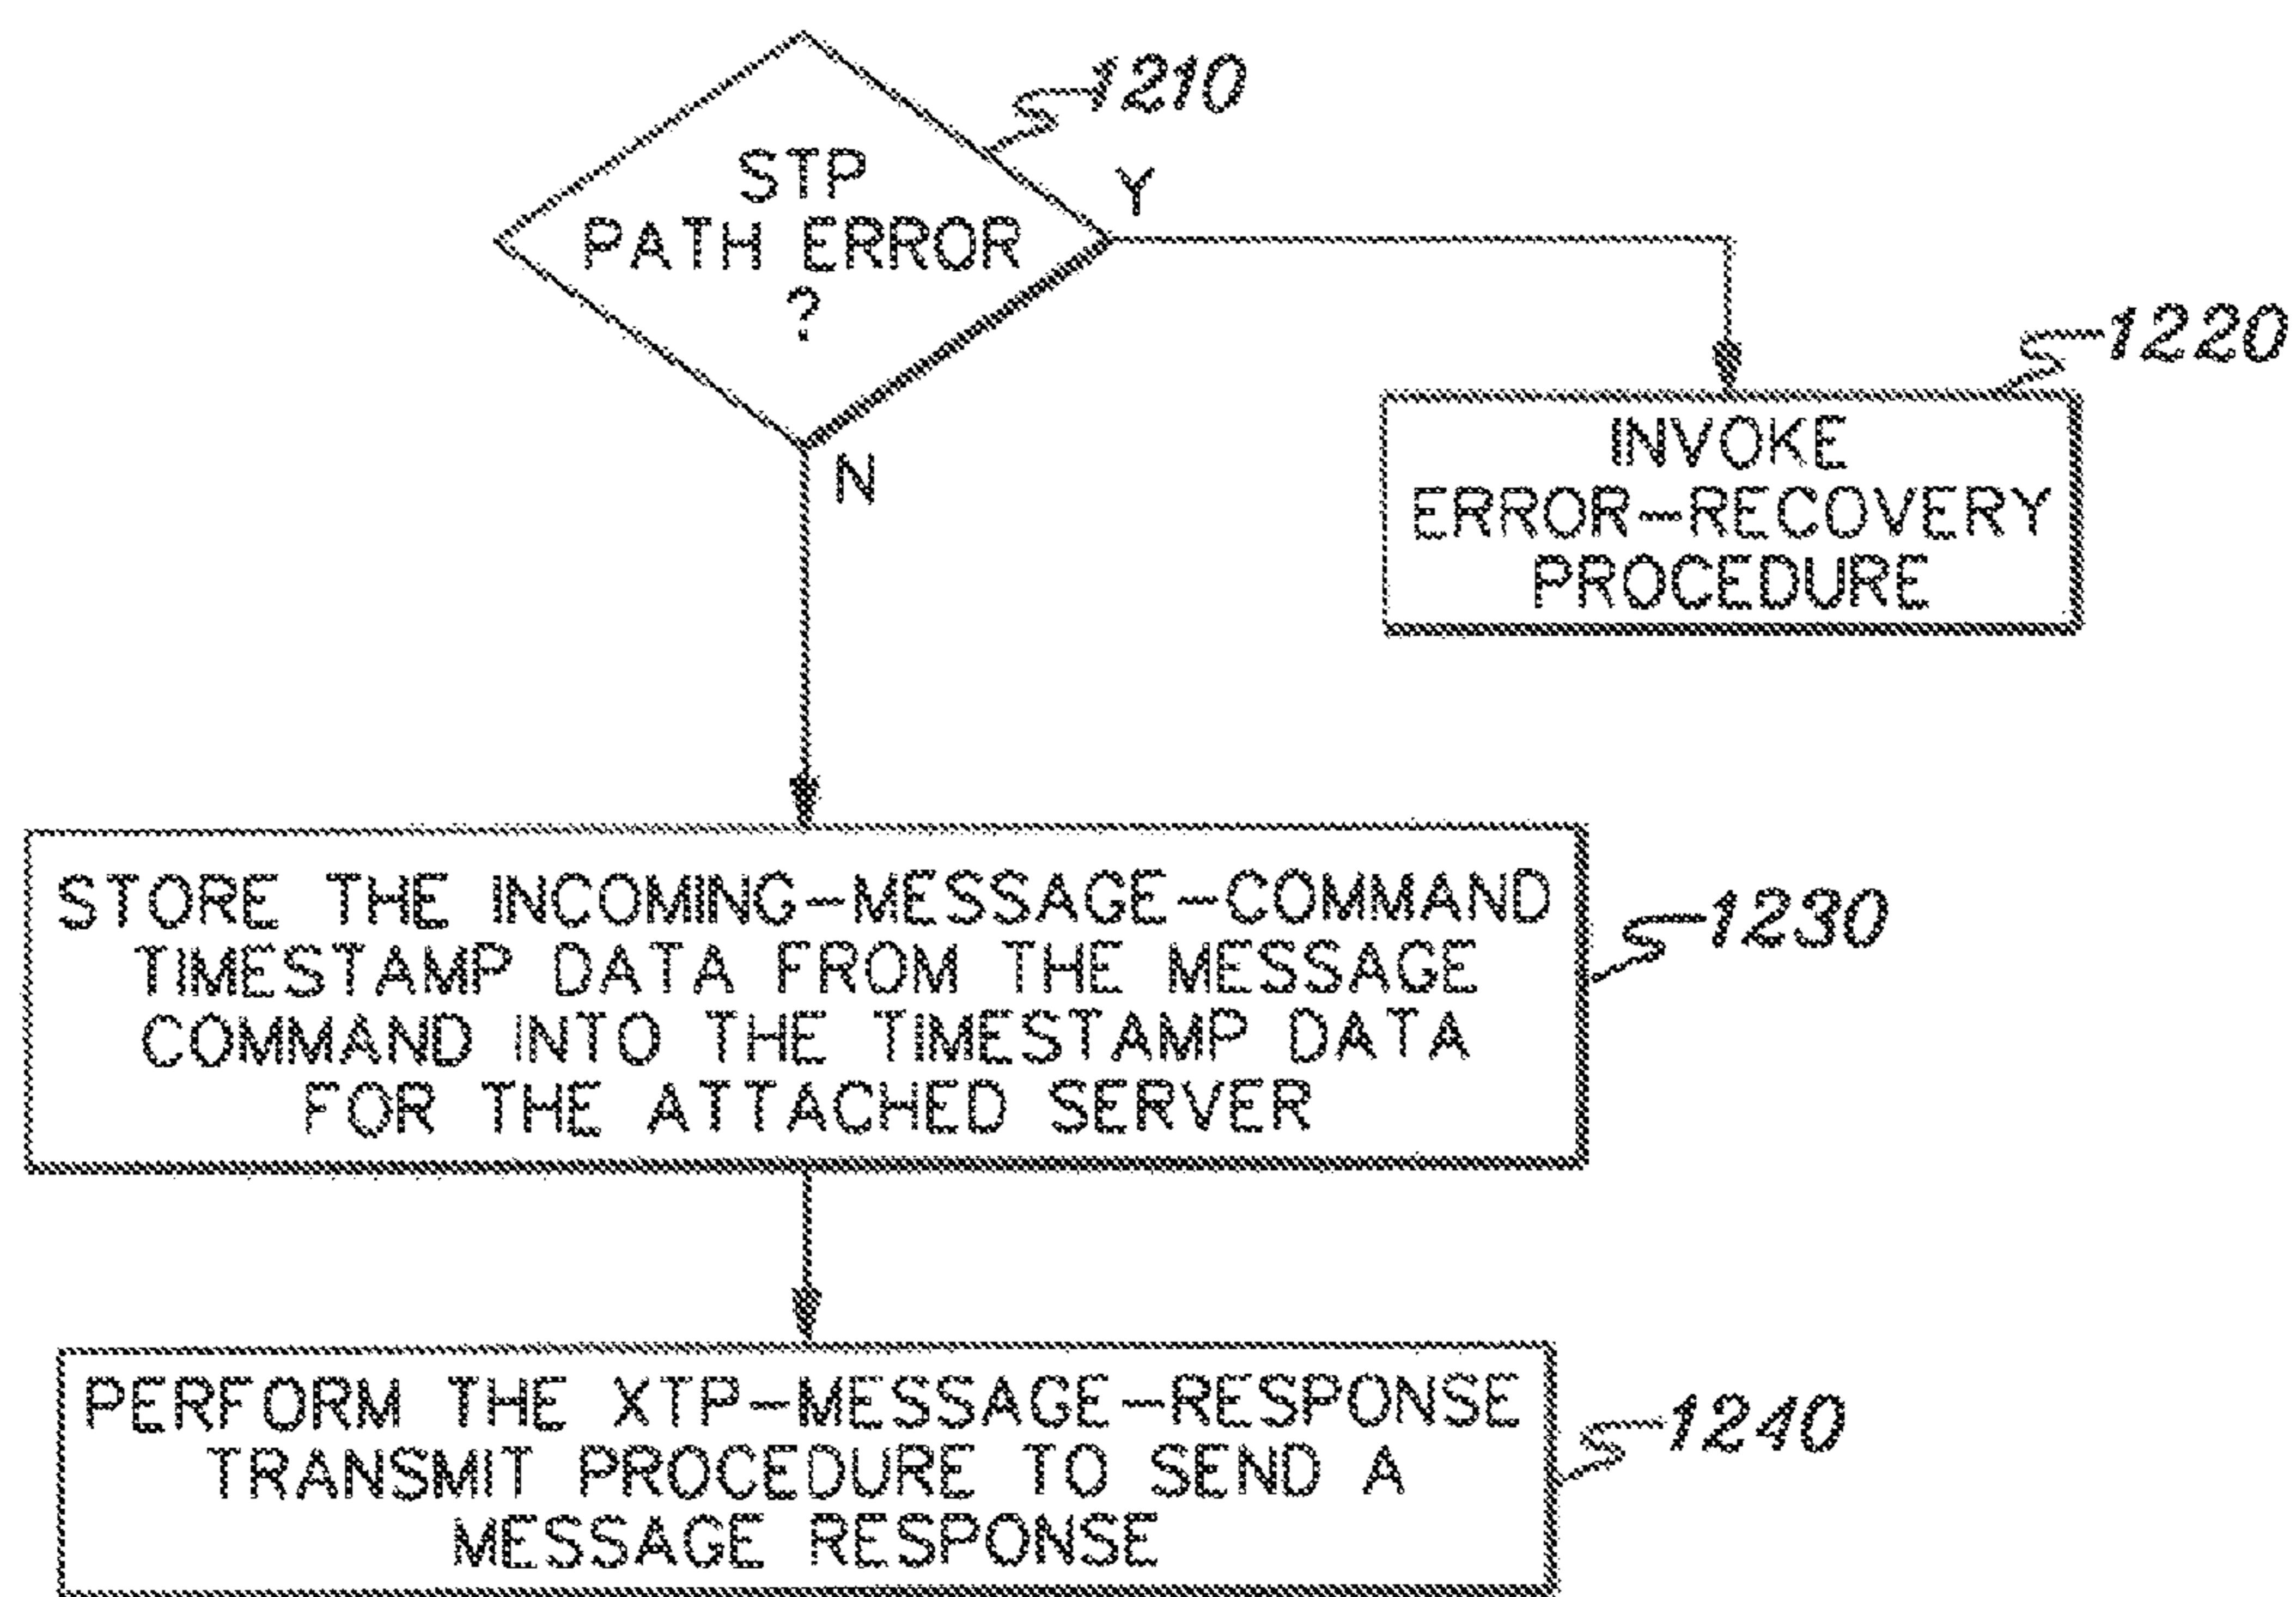 1210
STP
PATH ERROR
?
Y
N
1220
INVOKE
ERROR-RECOVERY
PROCEDURE
STORE THE INCOMING-MESSAGE-COMMAND
TIMESTAMP DATA FROM THE MESSAGE
COMMAND INTO THE TIMESTAMP DATA
FOR THE ATTACHED SERVER
1230
PERFORM THE XTP-MESSAGE-RESPONSE
TRANSMIT PROCEDURE TO SEND A
MESSAGE RESPONSE
1240